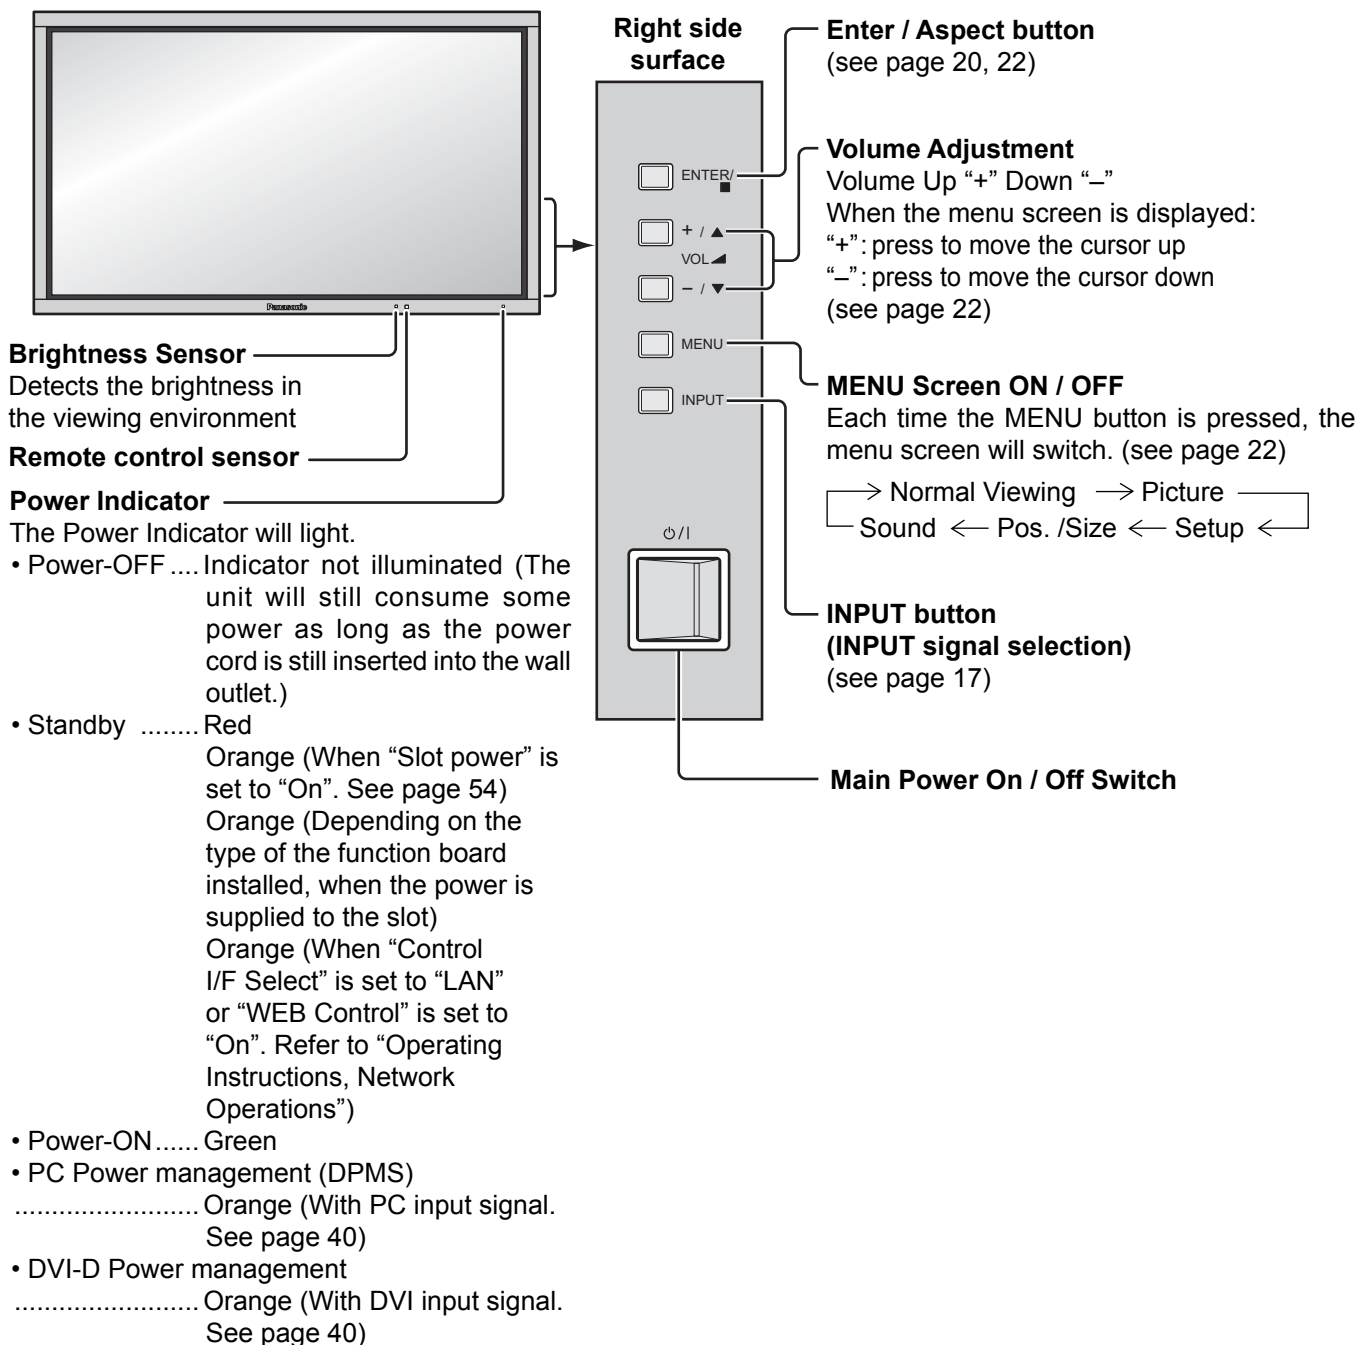 Panasonic
Brightness Sensor
Detects the brightness in
the viewing environment
Remote control sensor
Power Indicator
The Power Indicator will light.
• Power-OFF .... Indicator not illuminated (The
unit will still consume some
power as long as the power
cord is still inserted into the wall
outlet.)
• Standby ........ Red
Orange (When “Slot power” is
set to “On”. See page 54)
Orange (Depending on the
type of the function board
installed, when the power is
supplied to the slot)
Orange (When “Control
I/F Select” is set to “LAN”
or “WEB Control” is set to
“On”. Refer to “Operating
Instructions, Network
Operations”)
• Power-ON ...... Green
• PC Power management (DPMS)
......................... Orange (With PC input signal.
See page 40)
• DVI-D Power management
......................... Orange (With DVI input signal.
See page 40)
Right side
surface
ENTER/■
+ / ▲
VOL
– / ▼
MENU
INPUT
⏻/I
Enter / Aspect button
(see page 20, 22)
Volume Adjustment
Volume Up “+” Down “–”
When the menu screen is displayed:
“+”: press to move the cursor up
“–”: press to move the cursor down
(see page 22)
MENU Screen ON / OFF
Each time the MENU button is pressed, the
menu screen will switch. (see page 22)
→ Normal Viewing → Picture
Sound ← Pos. /Size ← Setup ←
INPUT button
(INPUT signal selection)
(see page 17)
Main Power On / Off Switch